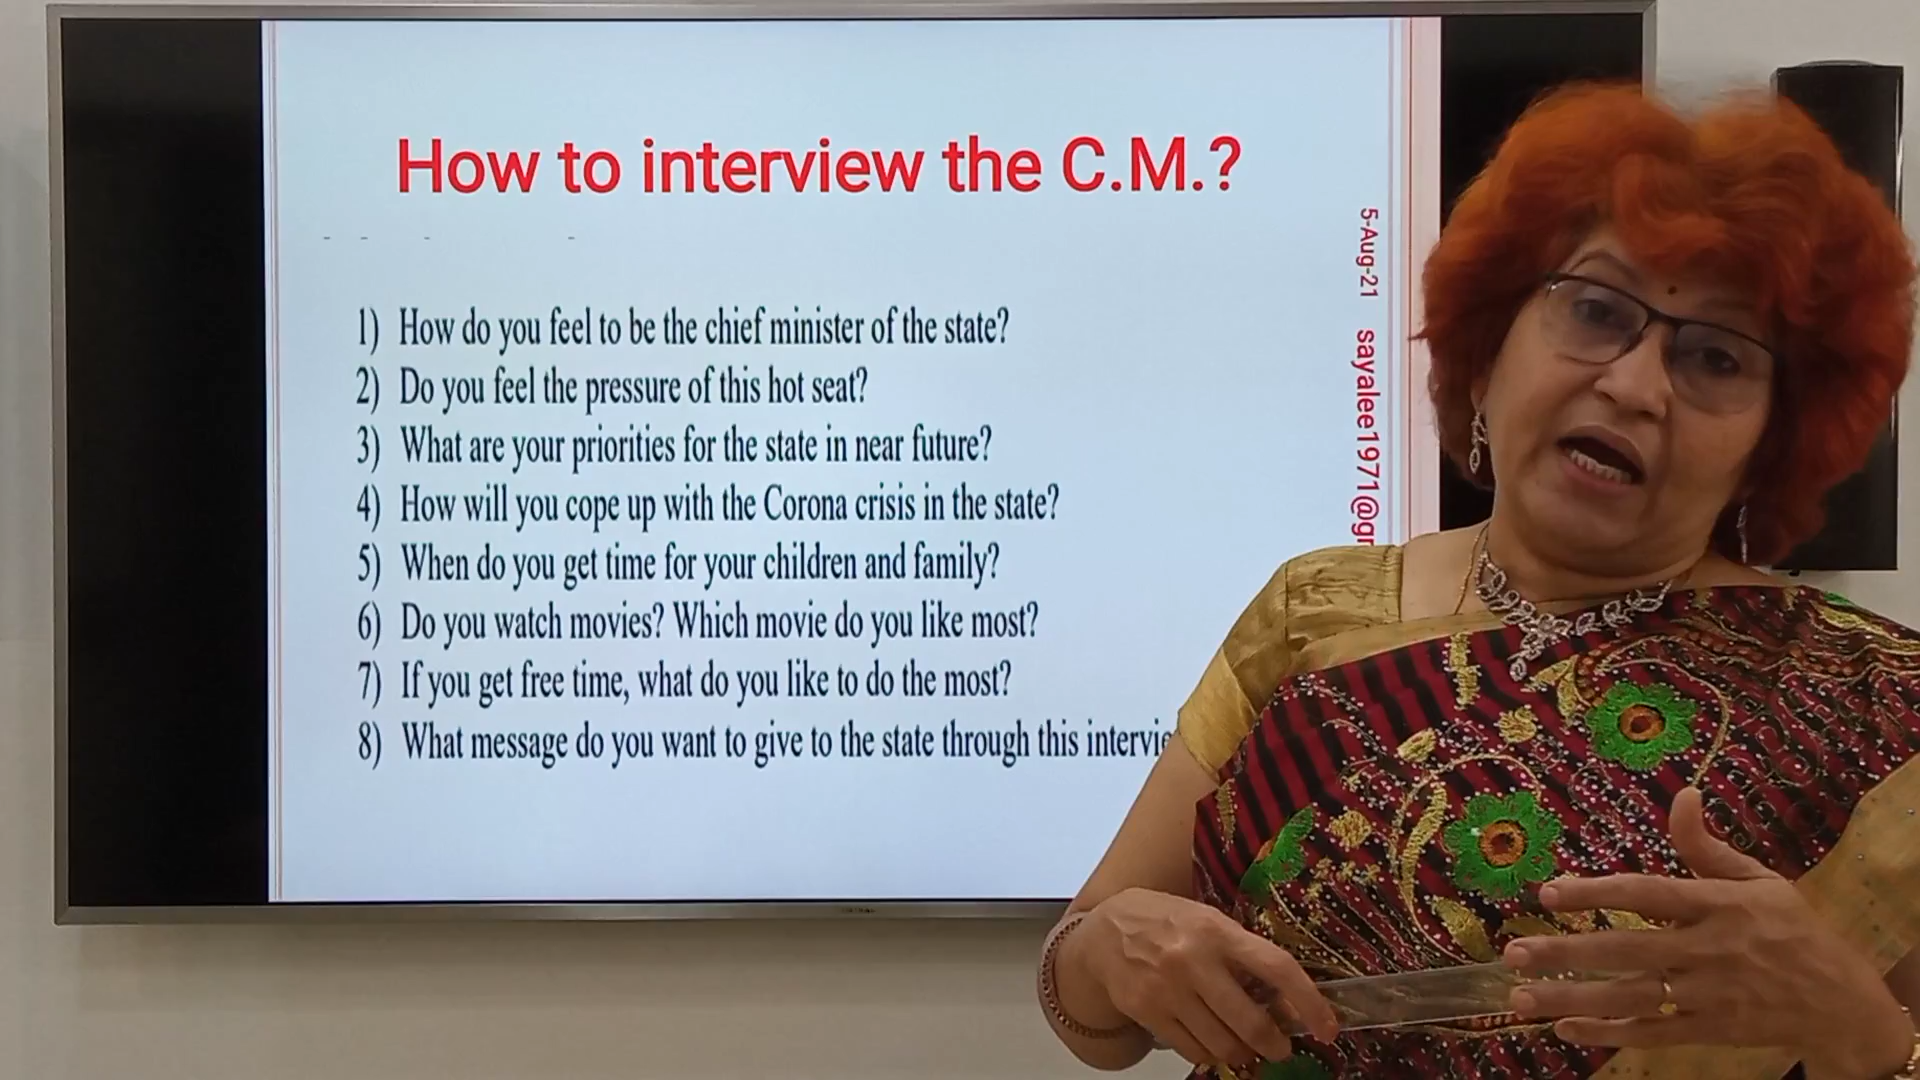 How to interview the C.M.?
1) How do you feel to be the chief minister of the state?
2) Do you feel the pressure of this hot seat?
3) What are your priorities for the state in near future?
4) How will you cope up with the Corona crisis in the state?
5) When do you get time for your children and family?
6) Do you watch movies? Which movie do you like most?
7) If you get free time, what do you like to do the most?
8) What message do you want to give to the state through this
5-Aug-21 sayalee1971@